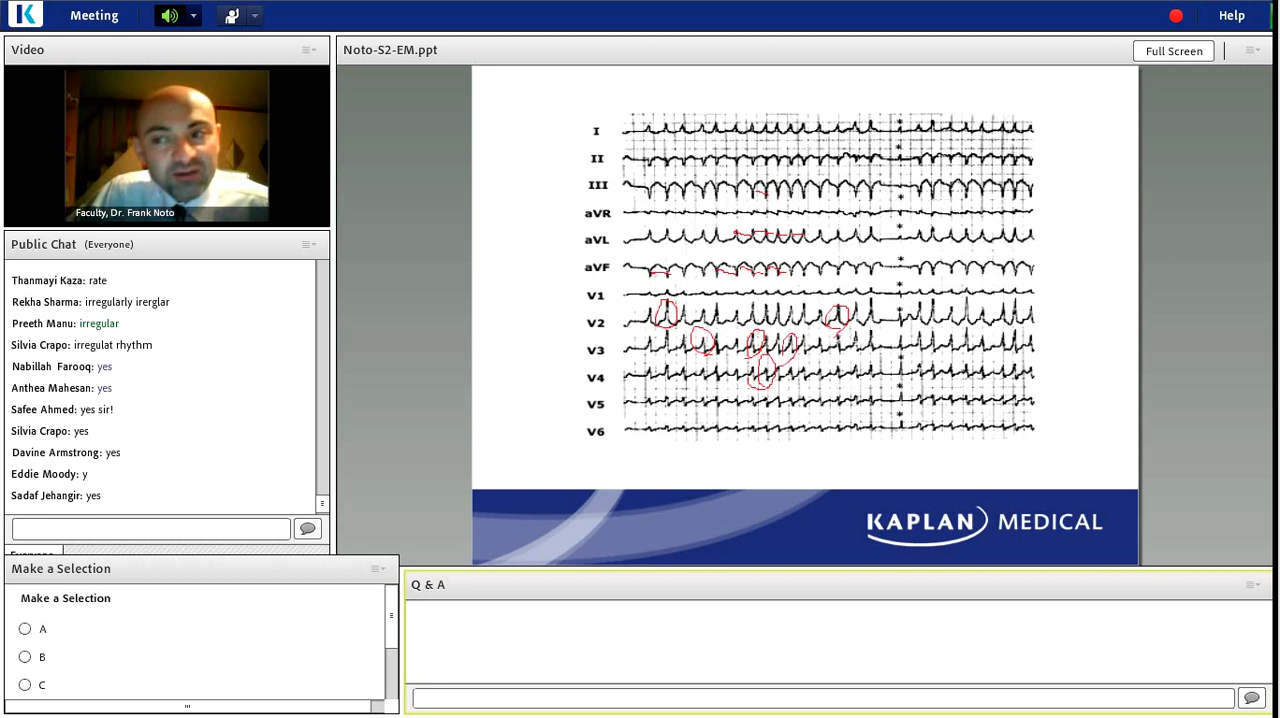 Meeting
Help
Video
Faculty, Dr. Frank Noto
Public Chat (Everyone)
Thanmayi Kaza: rate
Rekha Sharma: irregularly irerglar
Preeth Manu: irregular
Silvia Crapo: irregulat rhythm
Nabillah Farooq: yes
Anthea Mahesan: yes
Safee Ahmed: yes sir!
Silvia Crapo: yes
Davine Armstrong: yes
Eddie Moody: y
Sadaf Jehangir: yes
Everyone
Make a Selection
Make a Selection
A
B
C
Noto-S2-EM.ppt
Full Screen
I
II
III
aVR
aVL
aVF
V1
V2
V3
V4
V5
V6
KAPLAN MEDICAL
Q & A